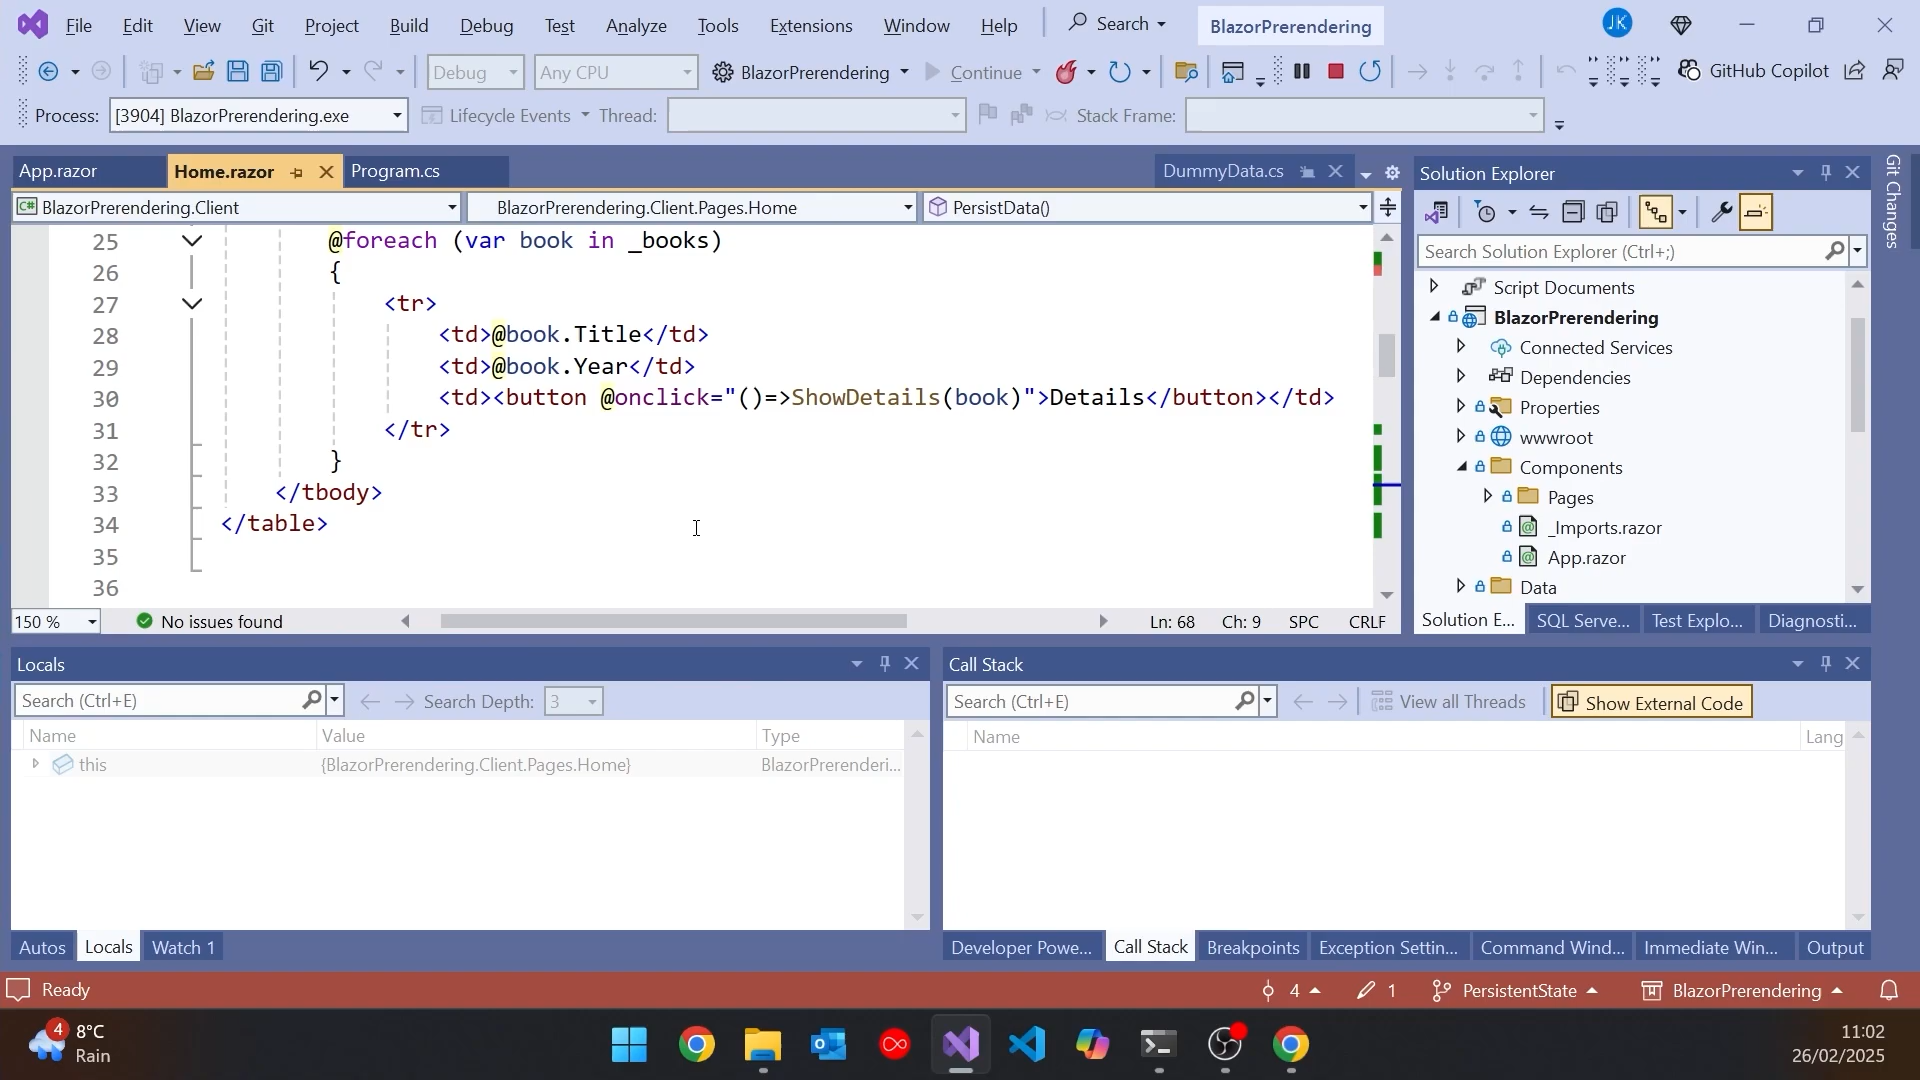 File Edit View Git Project Build Debug Test Analyze Tools Extensions Window Help Search BlazorPrerendering JK
Debug Any CPU BlazorPrerendering Continue GitHub Copilot
Process: [3904] BlazorPrerendering.exe Lifecycle Events Thread: Stack Frame:
App.razor Home.razor Program.cs DummyData.cs
BlazorPrerendering.Client BlazorPrerendering.Client.Pages.Home PersistData()
25 @foreach (var book in _books)
26 {
27 <tr>
28 <td>@book.Title</td>
29 <td>@book.Year</td>
30 <td><button @onclick="()=>ShowDetails(book)">Details</button></td>
31 </tr>
32 }
33 </tbody>
34 </table>
35
36
150 % No issues found Ln: 68 Ch: 9 SPC CRLF
Solution Explorer
Search Solution Explorer (Ctrl+;)
Script Documents
BlazorPrerendering
Connected Services
Dependencies
Properties
wwwroot
Components
Pages
_Imports.razor
App.razor
Data
Solution E... SQL Serve... Test Explo... Diagnosti...
Git Changes
Locals
Search (Ctrl+E) Search Depth: 3
Name Value Type
this {BlazorPrerendering.Client.Pages.Home} BlazorPrerenderi...
Autos Locals Watch 1
Call Stack
Search (Ctrl+E) View all Threads Show External Code
Name Lang
Developer Powe... Call Stack Breakpoints Exception Settin... Command Wind... Immediate Win... Output
Ready 4 1 PersistentState BlazorPrerendering
4 8°C
Rain
11:02
26/02/2025